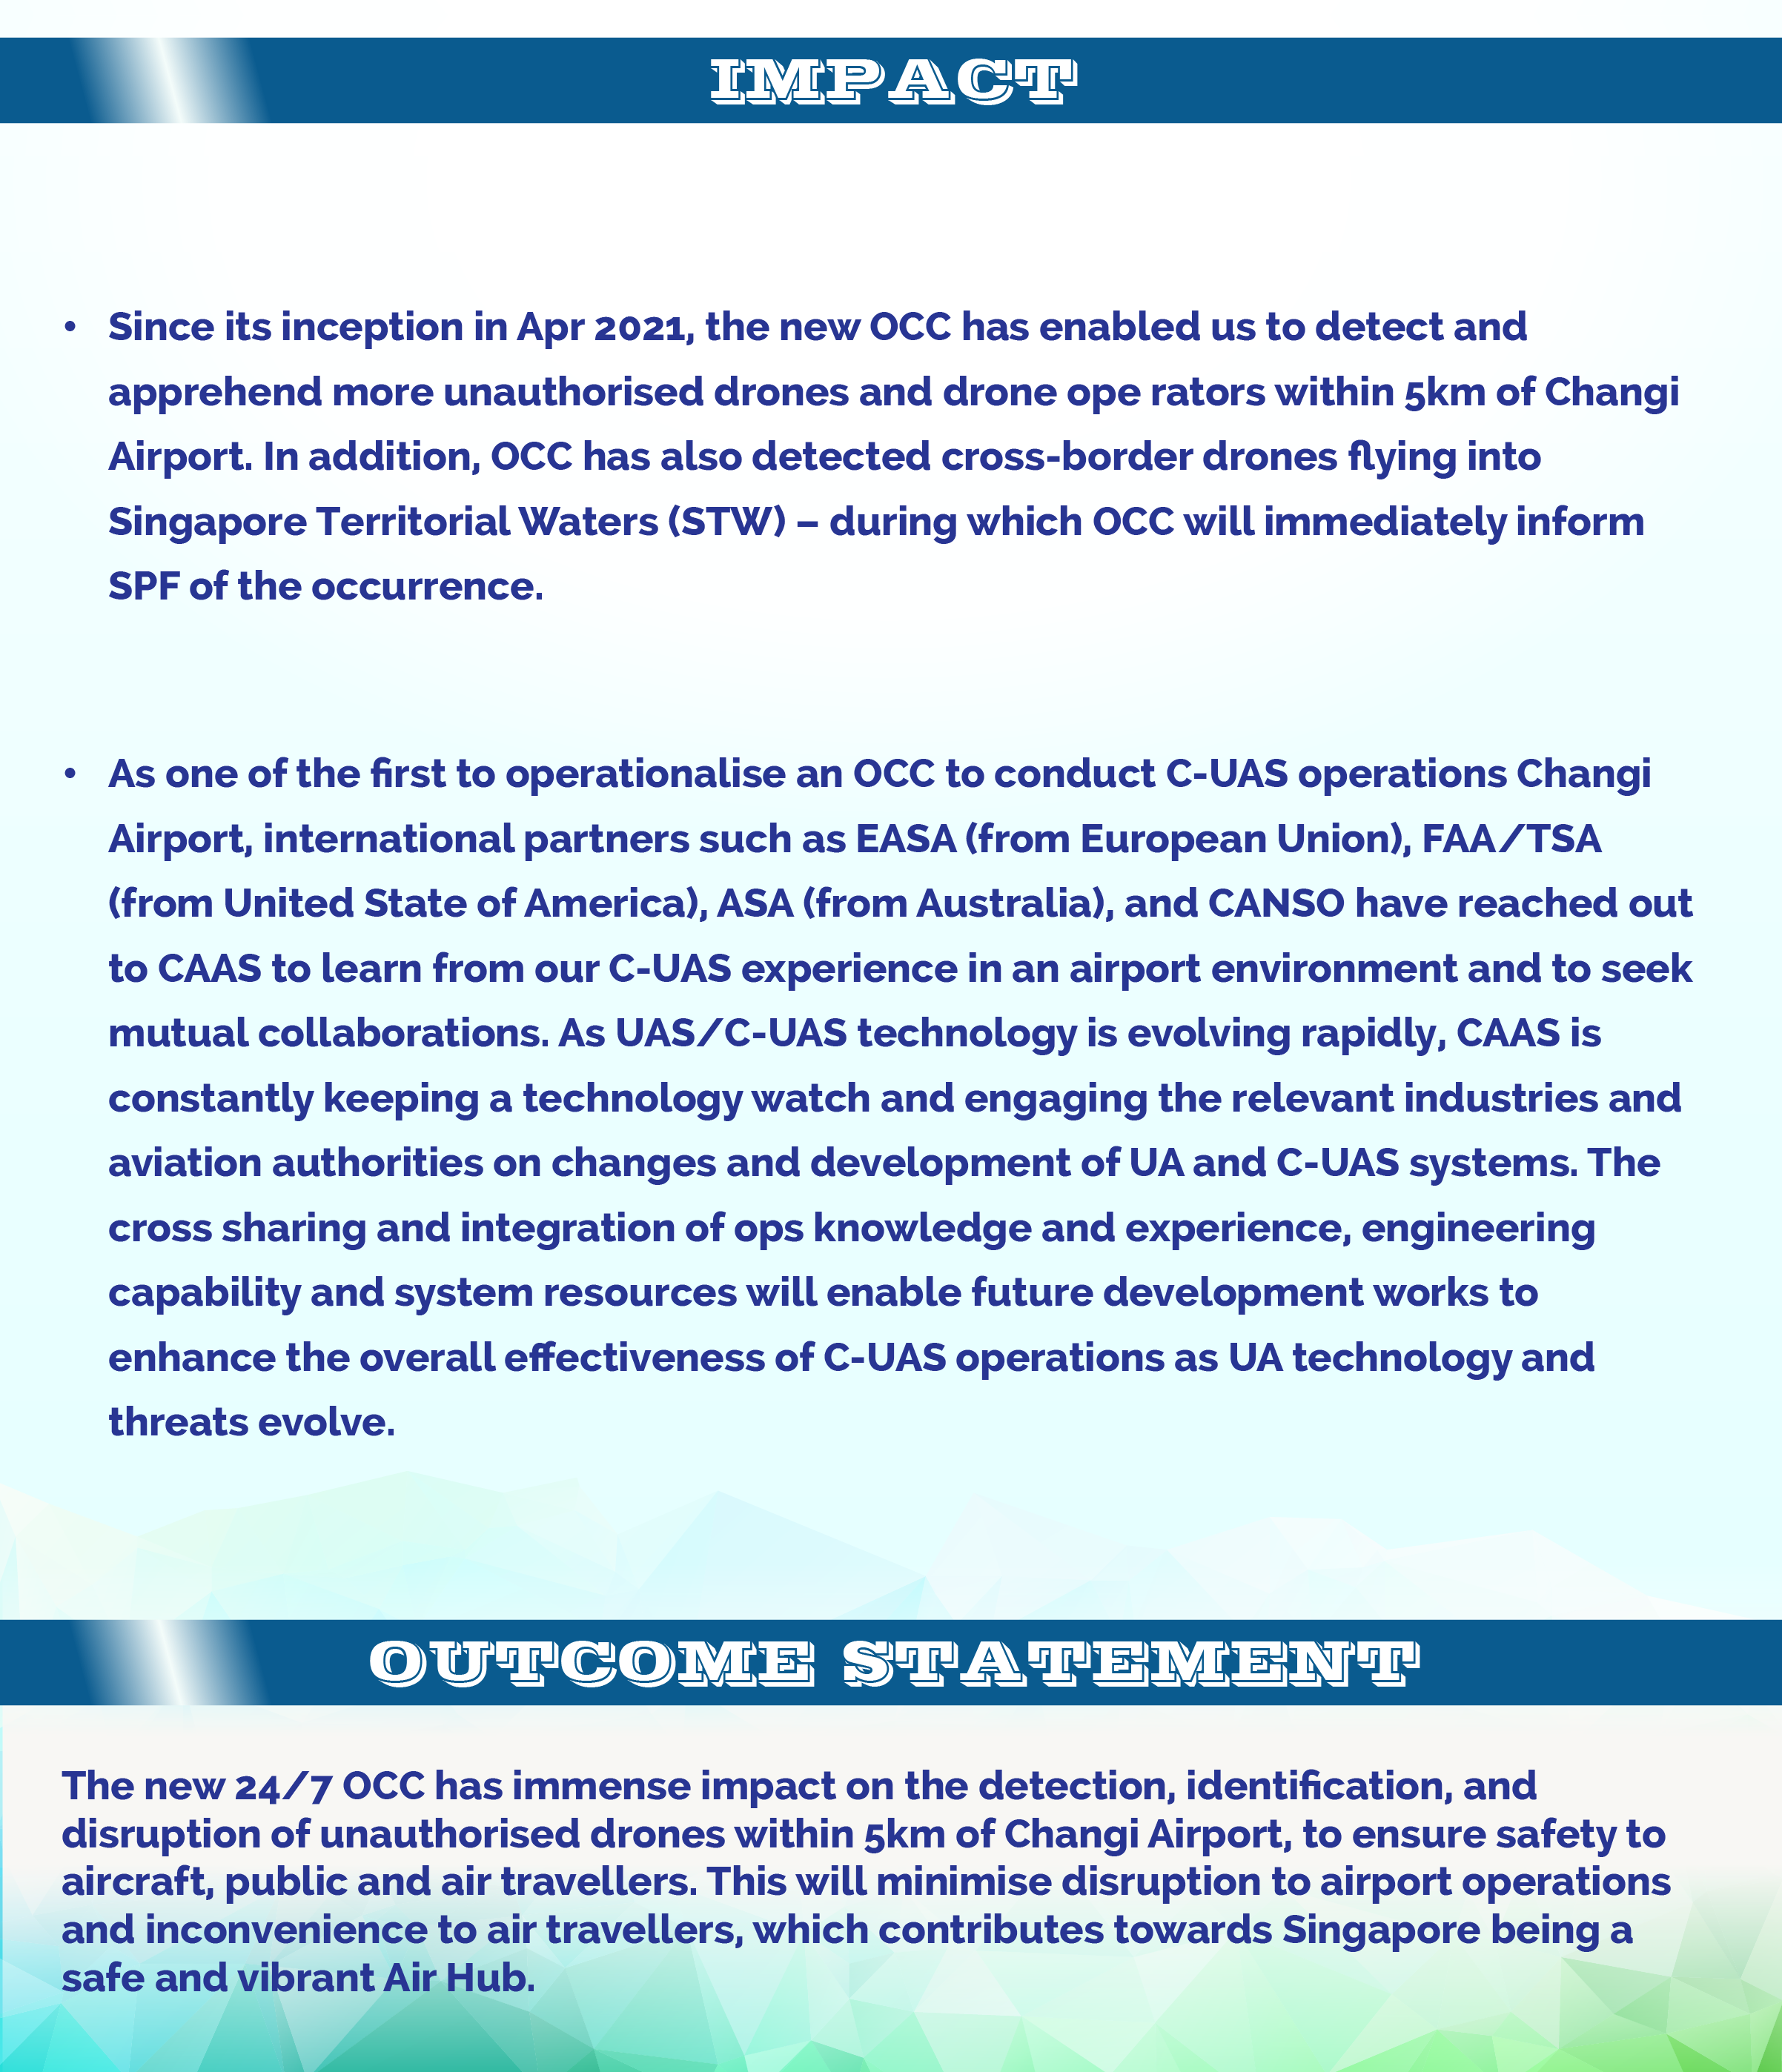 IMPACT
• Since its inception in Apr 2021, the new OCC has enabled us to detect and
apprehend more unauthorised drones and drone ope rators within 5km of Changi
Airport. In addition, OCC has also detected cross-border drones flying into
Singapore Territorial Waters (STW) – during which OCC will immediately inform
SPF of the occurrence.
• As one of the first to operationalise an OCC to conduct C-UAS operations Changi
Airport, international partners such as EASA (from European Union), FAA/TSA
(from United State of America), ASA (from Australia), and CANSO have reached out
to CAAS to learn from our C-UAS experience in an airport environment and to seek
mutual collaborations. As UAS/C-UAS technology is evolving rapidly, CAAS is
constantly keeping a technology watch and engaging the relevant industries and
aviation authorities on changes and development of UA and C-UAS systems. The
cross sharing and integration of ops knowledge and experience, engineering
capability and system resources will enable future development works to
enhance the overall effectiveness of C-UAS operations as UA technology and
threats evolve.
OUTCOME STATEMENT
The new 24/7 OCC has immense impact on the detection, identification, and
disruption of unauthorised drones within 5km of Changi Airport, to ensure safety to
aircraft, public and air travellers. This will minimise disruption to airport operations
and inconvenience to air travellers, which contributes towards Singapore being a
safe and vibrant Air Hub.